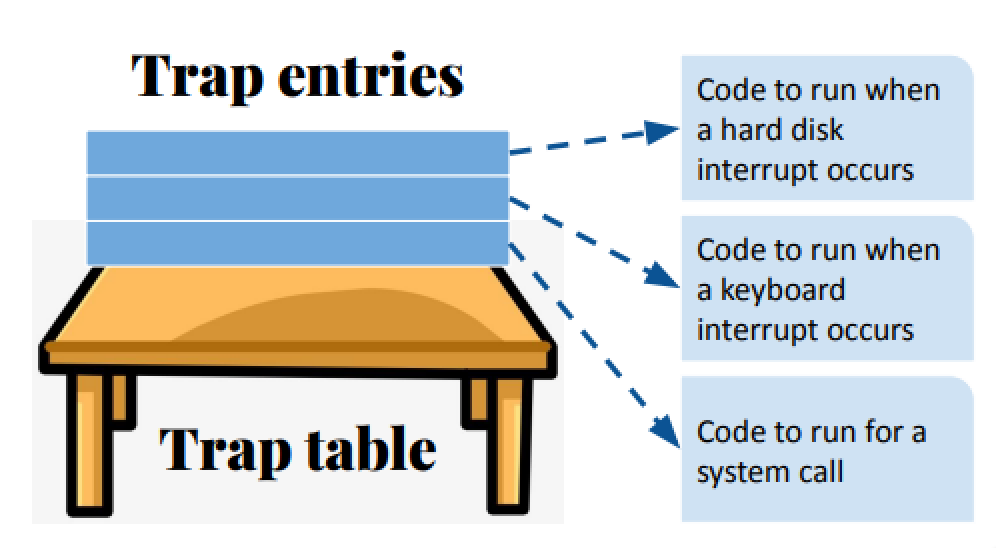 Trap entries
Code to run when
a hard disk
interrupt occurs
Code to run when
a keyboard
interrupt occurs
Code to run for a
system call
Trap table